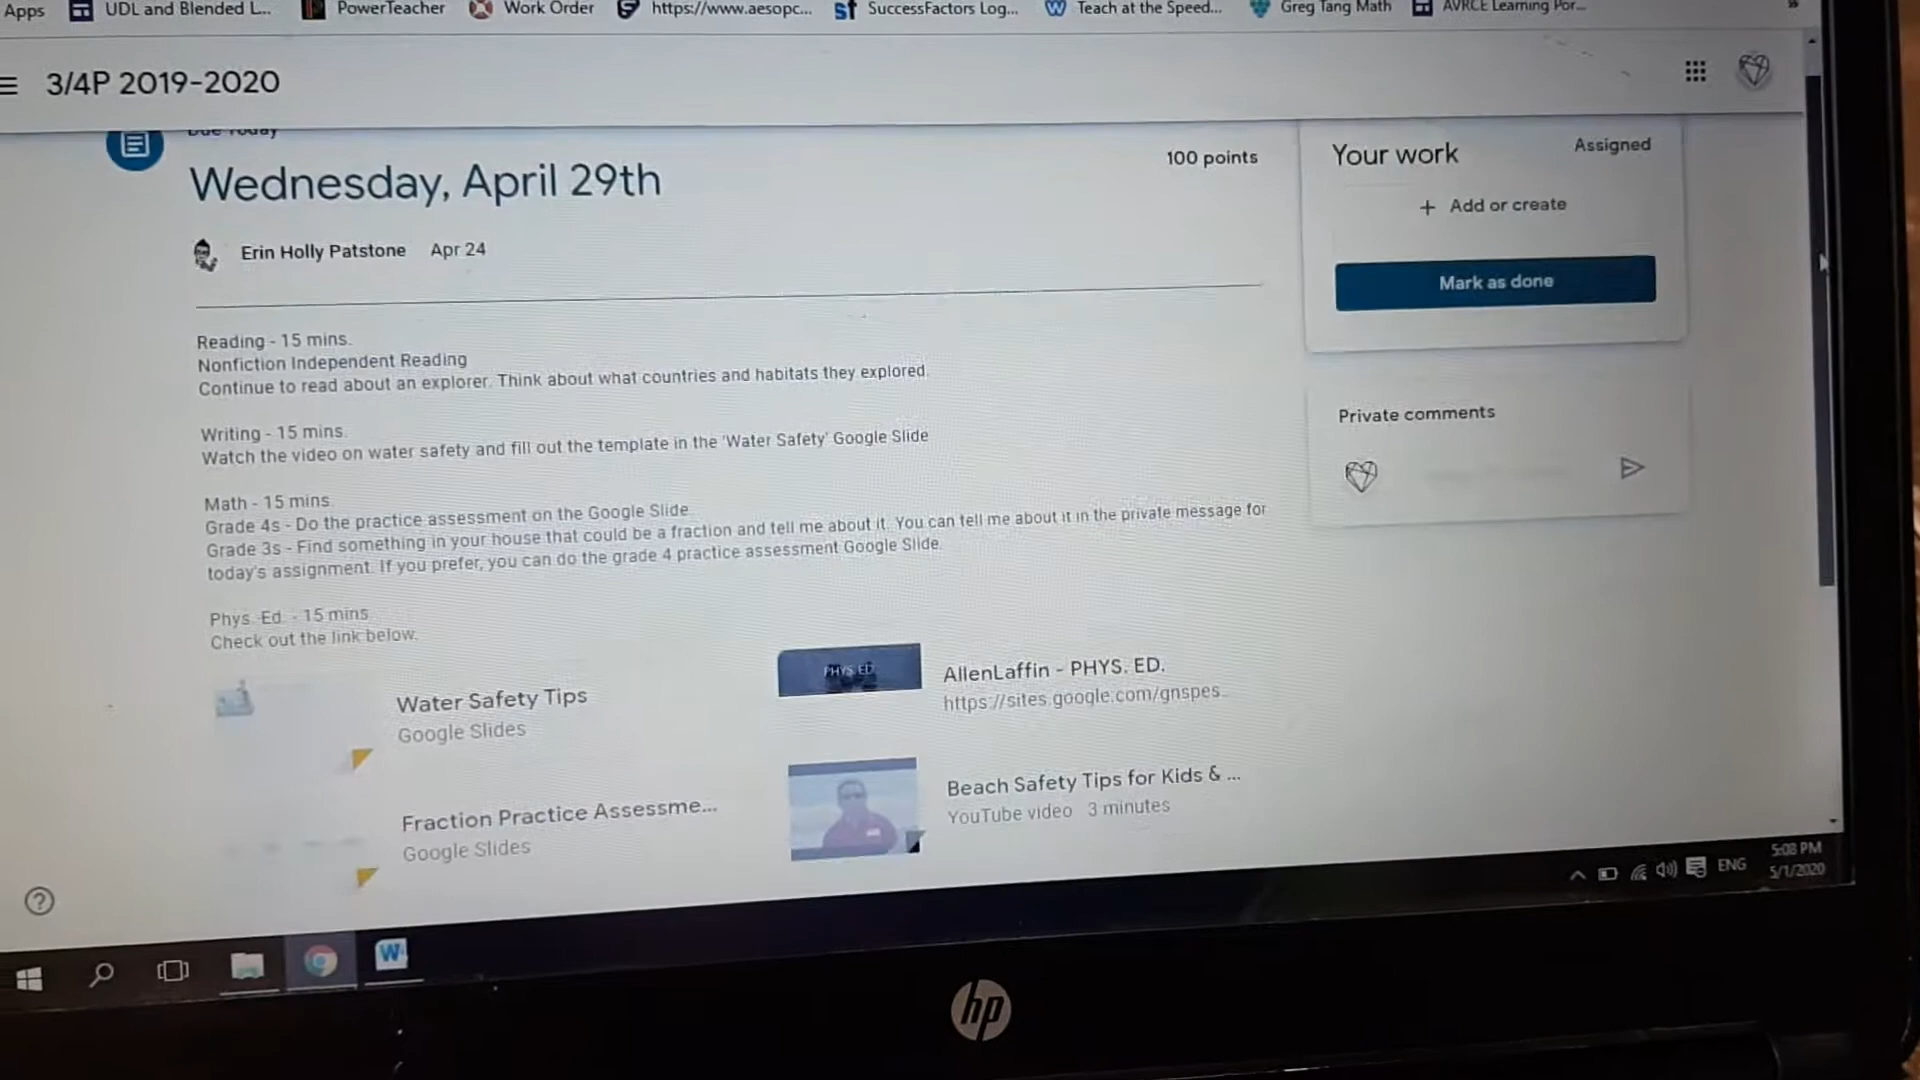 Apps UDL and Blended L... PowerTeacher Work Order https://www.aesopc... SuccessFactors Log... Teach at the Speed... Greg Tang Math AVRCE Learning Por...
3/4P 2019-2020
Due Today
Wednesday, April 29th
100 points
Erin Holly Patstone Apr 24
Reading - 15 mins.
Nonfiction Independent Reading
Continue to read about an explorer. Think about what countries and habitats they explored.
Writing - 15 mins.
Watch the video on water safety and fill out the template in the 'Water Safety' Google Slide
Math - 15 mins.
Grade 4s - Do the practice assessment on the Google Slide
Grade 3s - Find something in your house that could be a fraction and tell me about it. You can tell me about it in the private message for
today's assignment. If you prefer, you can do the grade 4 practice assessment Google Slide.
Phys. Ed. - 15 mins
Check out the link below.
Water Safety Tips
Google Slides
PHYS ED
AllenLaffin - PHYS. ED.
https://sites.google.com/gnspes...
Fraction Practice Assessme...
Google Slides
Beach Safety Tips for Kids & ...
YouTube video 3 minutes
Your work Assigned
+ Add or create
Mark as done
Private comments
ENG
5:03 PM
5/1/2020
hp